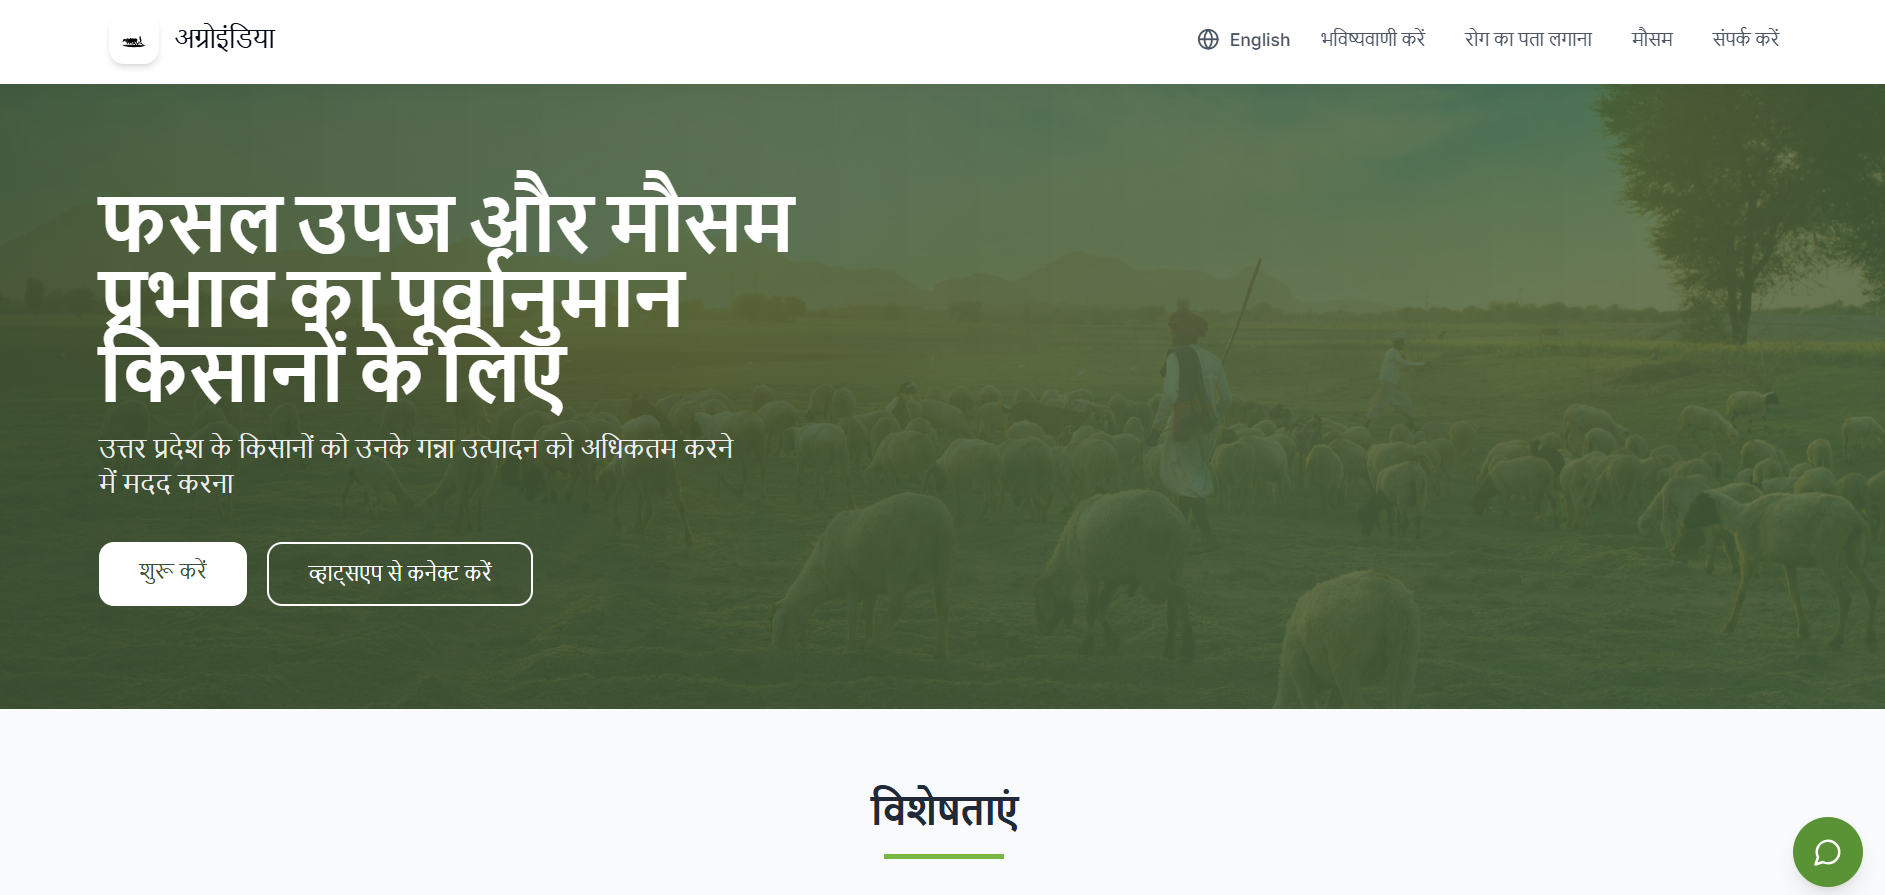 अग्रोइंडिया
English
भविष्यवाणी करें
रोग का पता लगाना
मौसम
संपर्क करें
फसल उपज और मौसम
प्रभाव का पूर्वानुमान
किसानों के लिए
उत्तर प्रदेश के किसानों को उनके गन्ना उत्पादन को अधिकतम करने
में मदद करना
शुरू करें
व्हाट्सएप से कनेक्ट करें
विशेषताएं